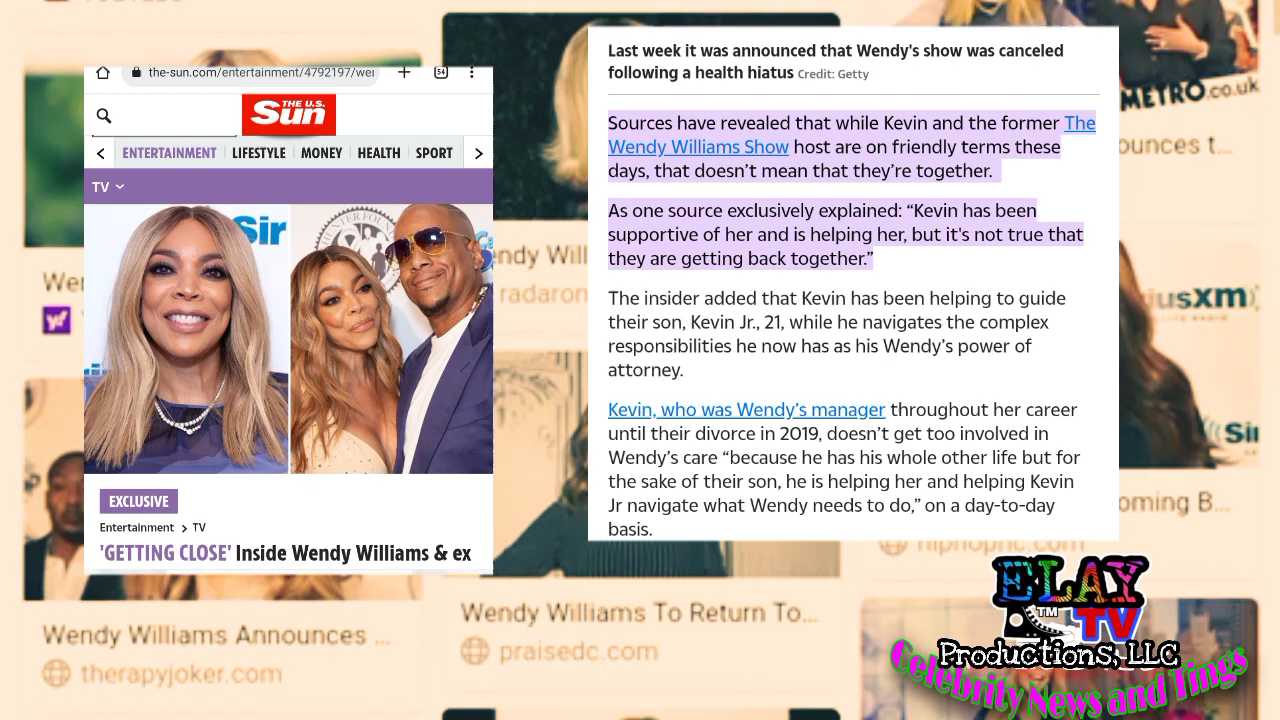 the-sun.com/entertainment/4792197/wei
54
THE U.S.
Sun
ENTERTAINMENT LIFESTYLE MONEY HEALTH SPORT
TV
Sir
EXCLUSIVE
Entertainment > TV
'GETTING CLOSE' Inside Wendy Williams & ex
Last week it was announced that Wendy's show was canceled
following a health hiatus Credit: Getty
Sources have revealed that while Kevin and the former The
Wendy Williams Show host are on friendly terms these
days, that doesn’t mean that they’re together.
As one source exclusively explained: “Kevin has been
supportive of her and is helping her, but it's not true that
they are getting back together.”
The insider added that Kevin has been helping to guide
their son, Kevin Jr., 21, while he navigates the complex
responsibilities he now has as his Wendy’s power of
attorney.
Kevin, who was Wendy’s manager throughout her career
until their divorce in 2019, doesn’t get too involved in
Wendy’s care “because he has his whole other life but for
the sake of their son, he is helping her and helping Kevin
Jr navigate what Wendy needs to do,” on a day-to-day
basis.
METRO.co.uk
ounces t...
Wer
endy Will
radaron
iusxm
Sir
oming B...
hiphophc.com
Wendy Williams Announces ...
therapyjoker.com
Wendy Williams To Return To...
praisedc.com
ELAY
TM
TV
Productions, LLC
Celebrity News and Tings